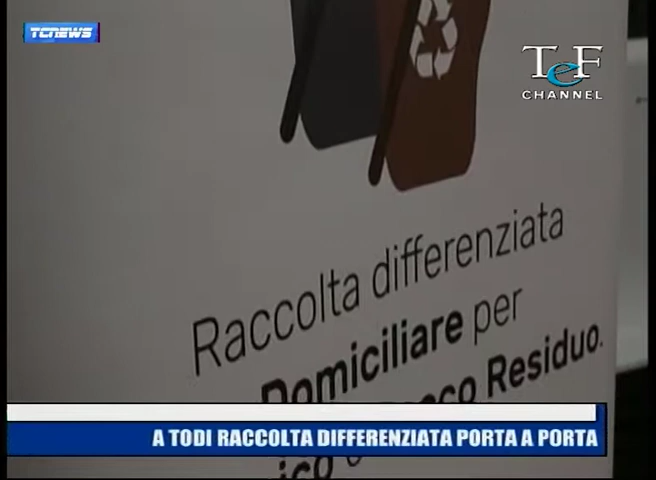 TCNEWS
TeF
CHANNEL
Raccolta differenziata
Domiciliare per
Residuo.
A TODI RACCOLTA DIFFERENZIATA PORTA A PORTA